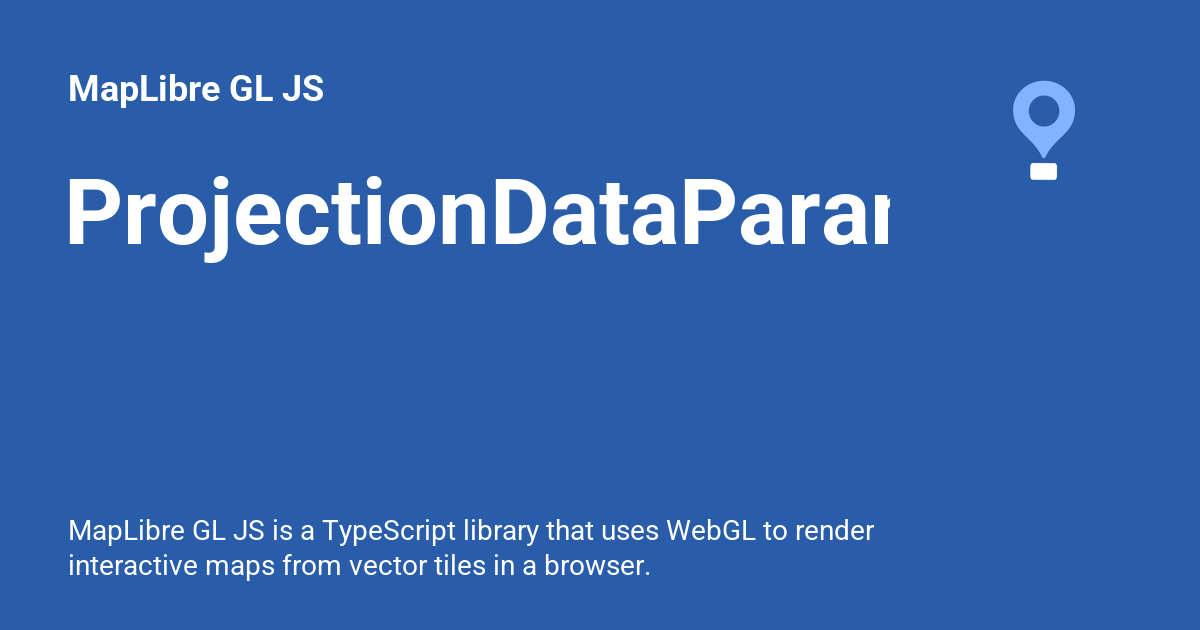 MapLibre GL JS
ProjectionDataParar
MapLibre GL JS is a TypeScript library that uses WebGL to render
interactive maps from vector tiles in a browser.